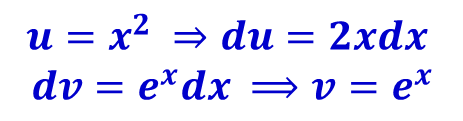 u = x² ⇒ du = 2xdx
dv = eˣdx ⟹ v = eˣ